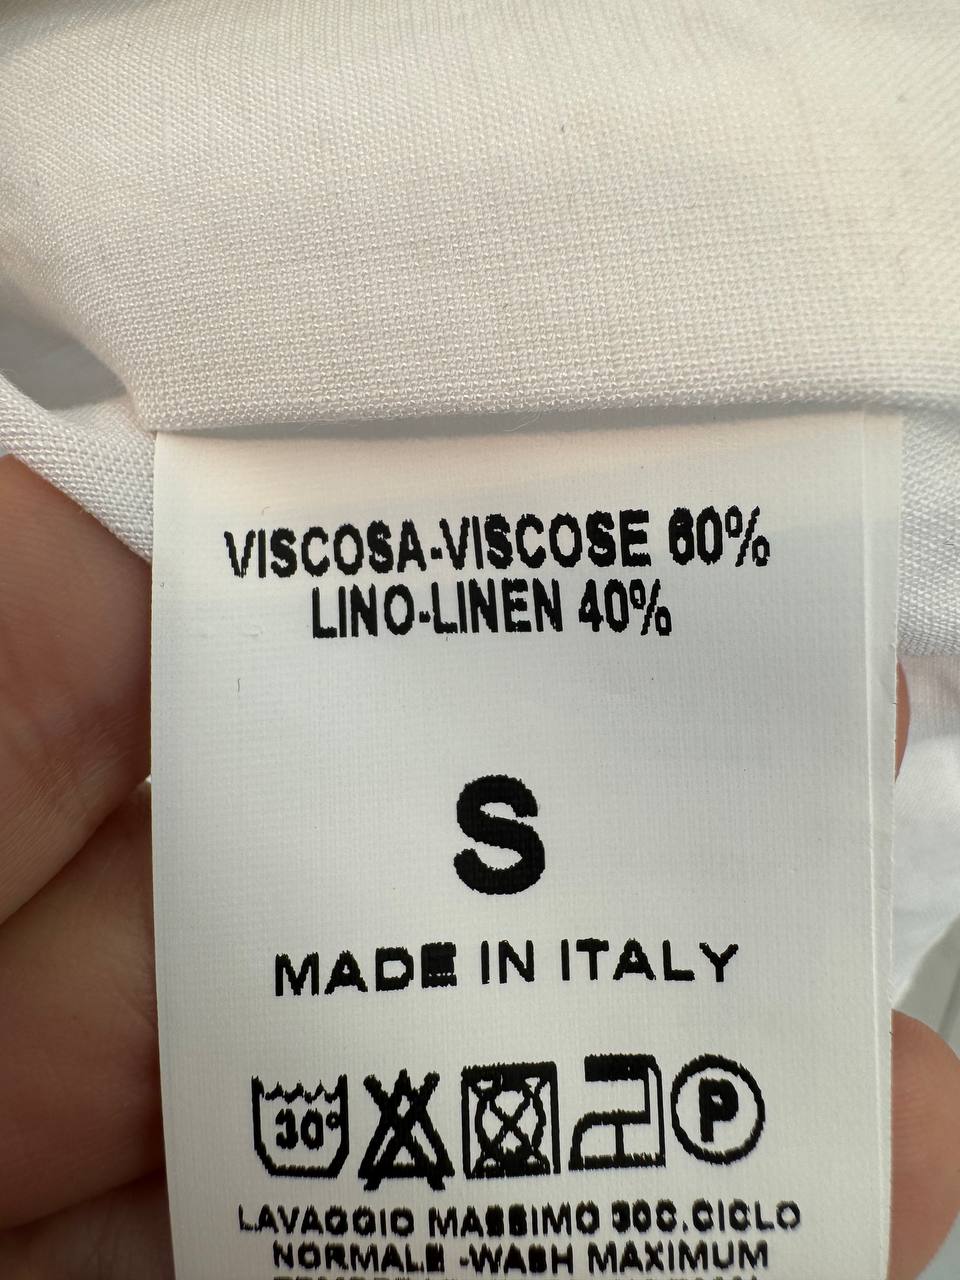 VISCOSA-VISCOSE 60%
LINO-LINEN 40%
S
MADE IN ITALY
30° P
LAVAGGIO MASSIMO 30C.CICLO
NORMALE -WASH MAXIMUM